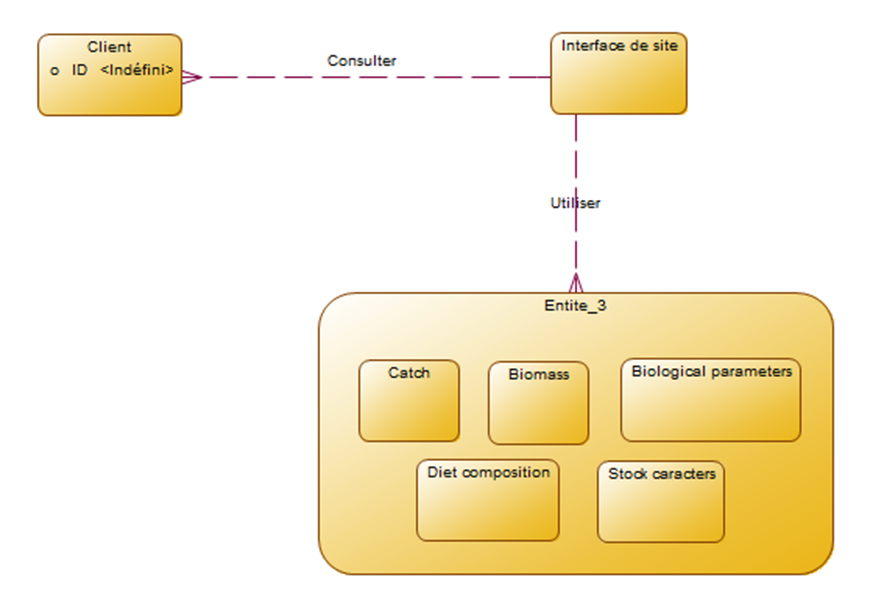 Client
o ID <Indéfini>
Consulter
Interface de site
Utiliser
Entite_3
Catch
Biomass
Biological parameters
Diet composition
Stock caracters